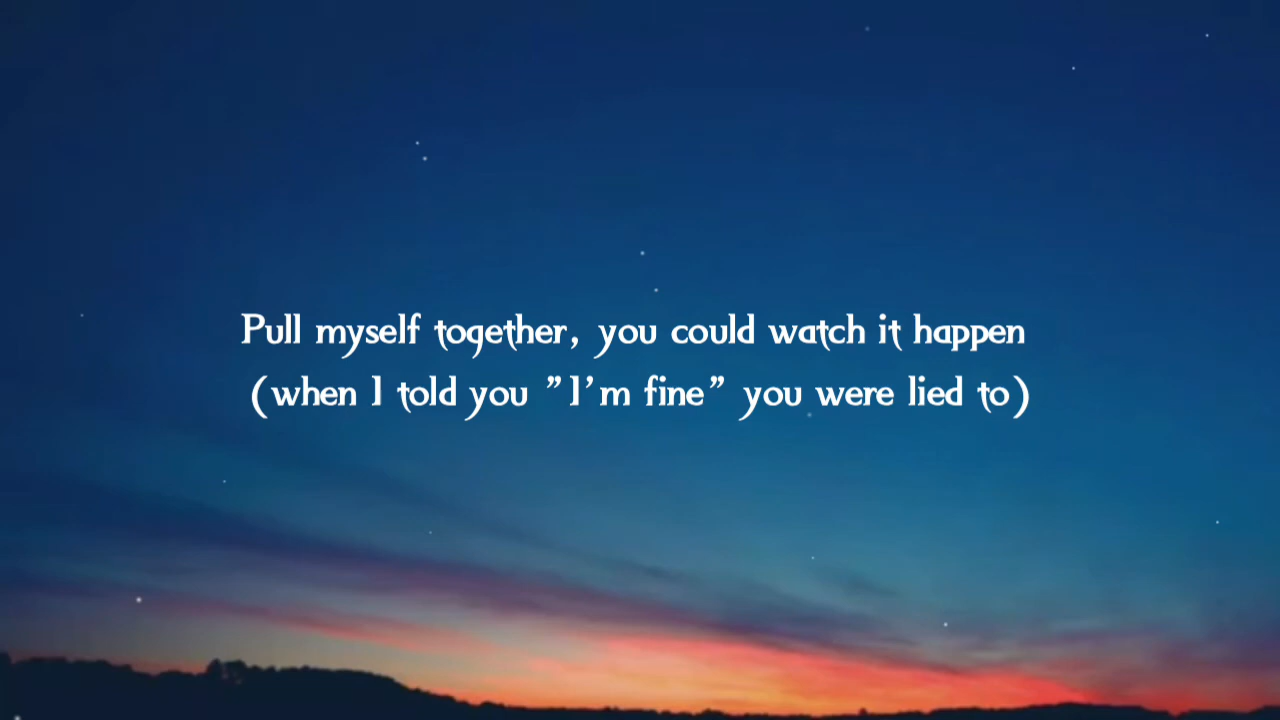 Pull myself together, you could watch it happen
(when I told you "I'm fine" you were lied to)